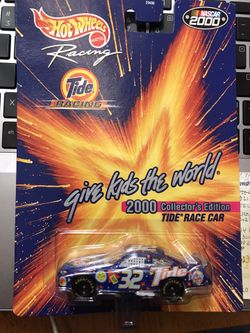 Hot Wheels
Racing
NASCAR
2000
Tide
RACING
give kids the world
2000 Collector's Edition
TIDE RACE CAR
32
Tide